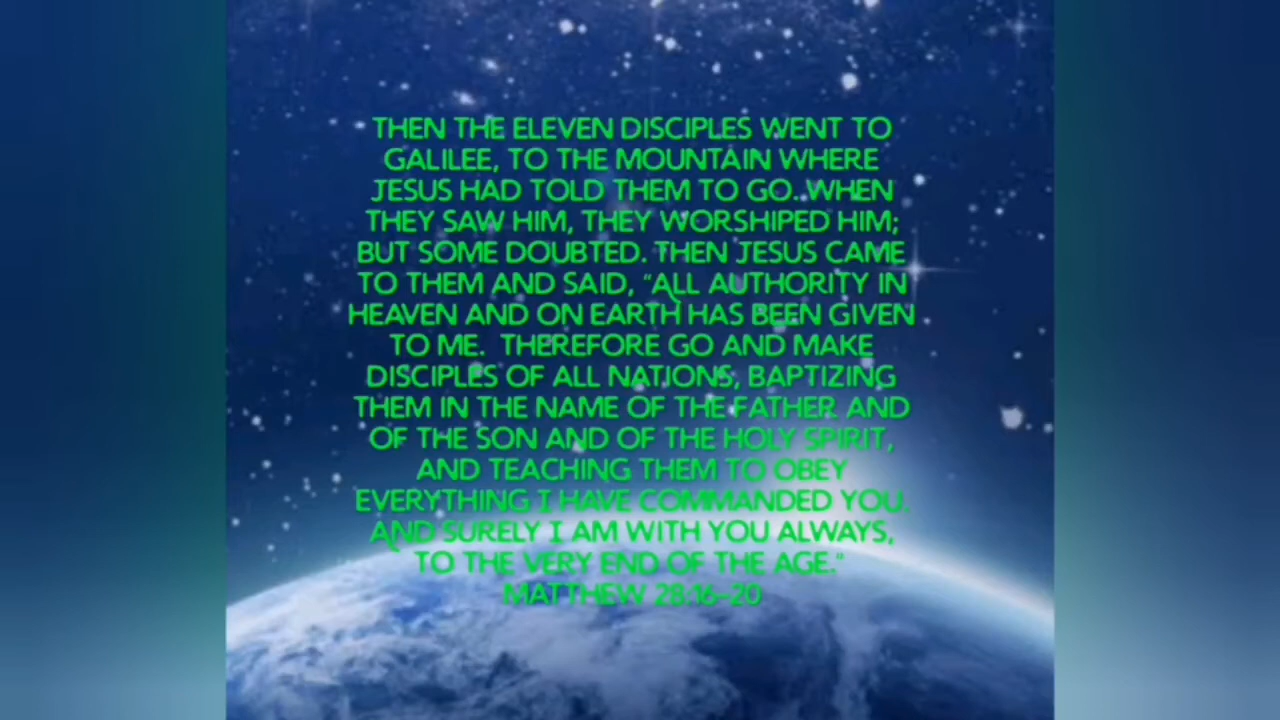 THEN THE ELEVEN DISCIPLES WENT TO
GALILEE, TO THE MOUNTAIN WHERE
JESUS HAD TOLD THEM TO GO. WHEN
THEY SAW HIM, THEY WORSHIPED HIM;
BUT SOME DOUBTED. THEN JESUS CAME
TO THEM AND SAID, "ALL AUTHORITY IN
HEAVEN AND ON EARTH HAS BEEN GIVEN
TO ME.  THEREFORE GO AND MAKE
DISCIPLES OF ALL NATIONS, BAPTIZING
THEM IN THE NAME OF THE FATHER AND
OF THE SON AND OF THE HOLY SPIRIT,
AND TEACHING THEM TO OBEY
EVERYTHING I HAVE COMMANDED YOU.
AND SURELY I AM WITH YOU ALWAYS,
TO THE VERY END OF THE AGE."
MATTHEW 28:16-20